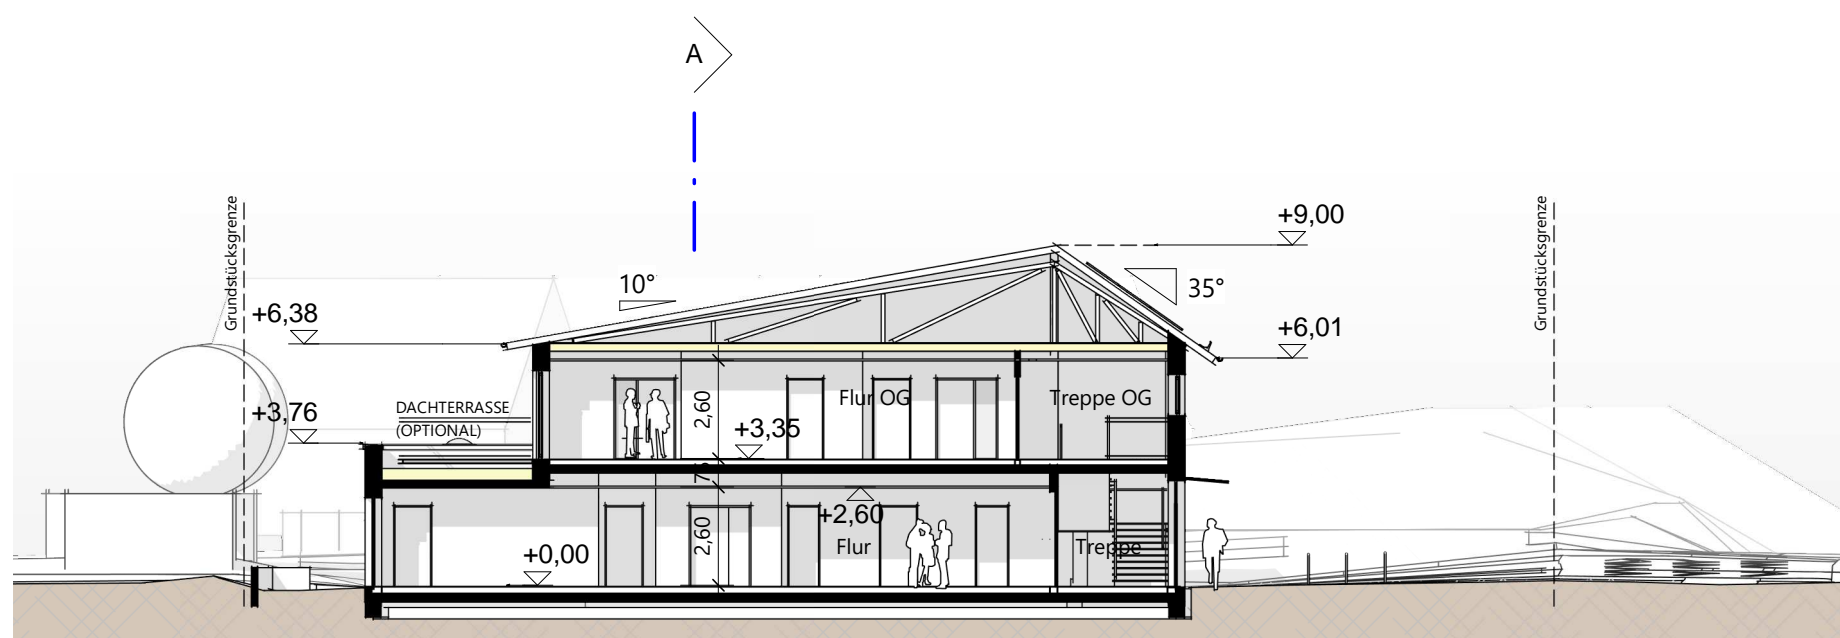 A
Grundstücksgrenze
Grundstücksgrenze
+9,00
10°
35°
+6,38
+6,01
+3,76
DACHTERRASSE
(OPTIONAL)
2,60
Flur OG
Treppe OG
+3,35
+2,60
2,60
Flur
Treppe
+0,00